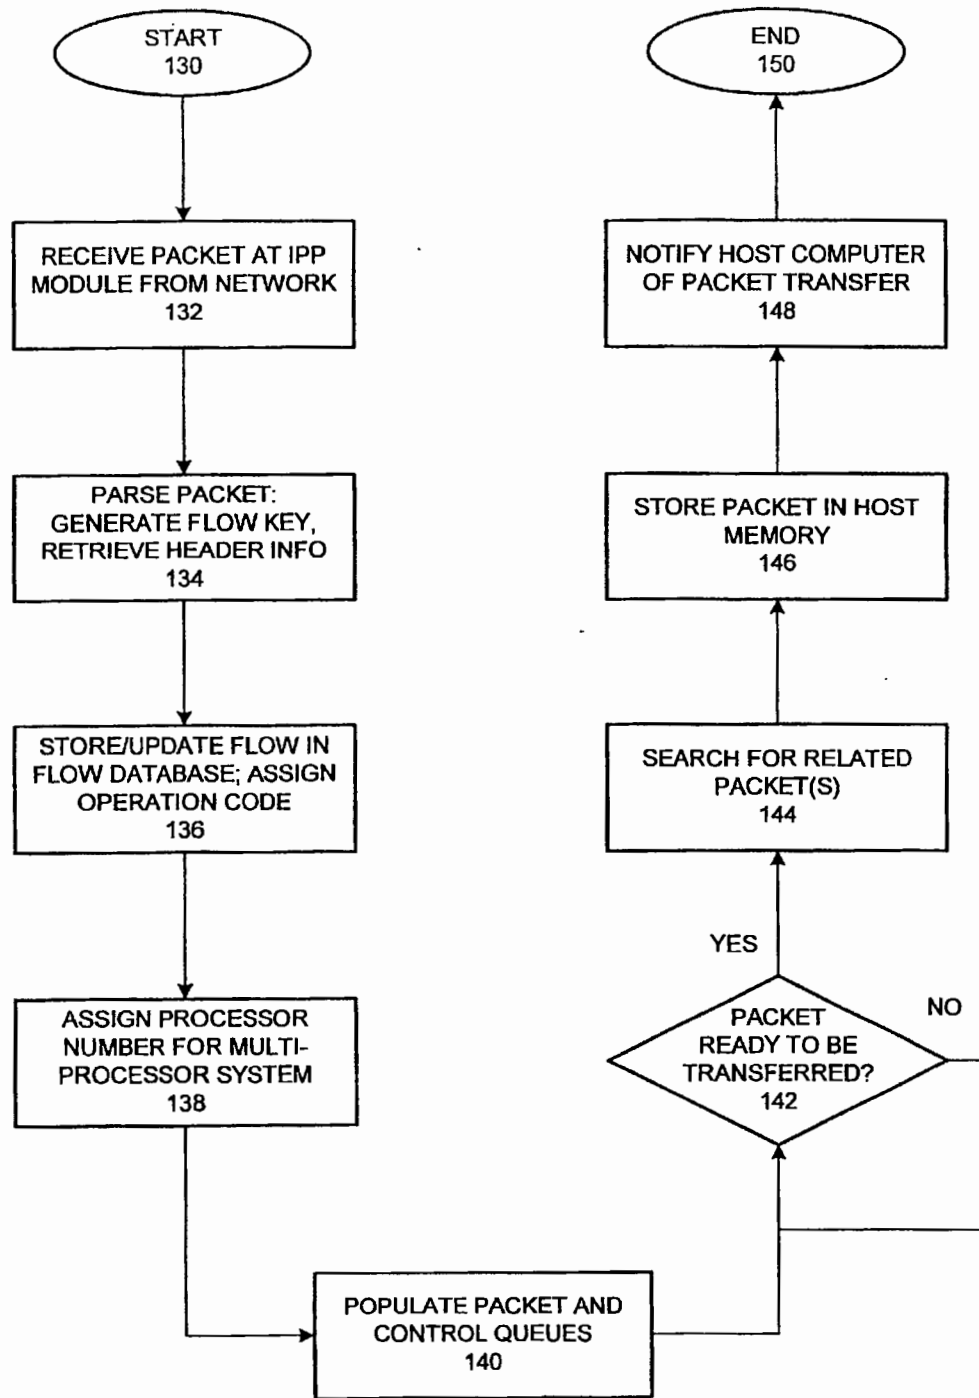 START
130
RECEIVE PACKET AT IPP
MODULE FROM NETWORK
132
PARSE PACKET:
GENERATE FLOW KEY,
RETRIEVE HEADER INFO
134
STORE/UPDATE FLOW IN
FLOW DATABASE; ASSIGN
OPERATION CODE
136
ASSIGN PROCESSOR
NUMBER FOR MULTI-
PROCESSOR SYSTEM
138
POPULATE PACKET AND
CONTROL QUEUES
140
PACKET
READY TO BE
TRANSFERRED?
142
YES
NO
SEARCH FOR RELATED
PACKET(S)
144
STORE PACKET IN HOST
MEMORY
146
NOTIFY HOST COMPUTER
OF PACKET TRANSFER
148
END
150